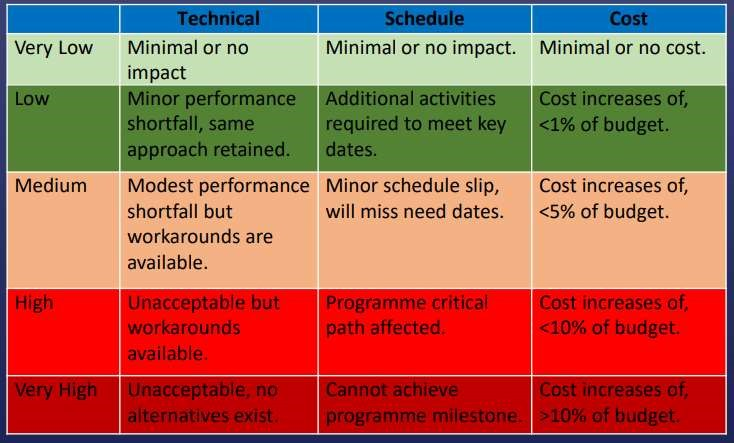 Technical Schedule Cost
Very Low Minimal or no Minimal or no impact. Minimal or no cost.
impact
Low Minor performance Additional activities Cost increases of,
shortfall, same required to meet key <1% of budget.
approach retained. dates.
Medium Modest performance Minor schedule slip, Cost increases of,
shortfall but will miss need dates. <5% of budget.
workarounds are
available.
High Unacceptable but Programme critical Cost increases of,
workarounds path affected. <10% of budget.
available.
Very High Unacceptable, no Cannot achieve Cost increases of,
alternatives exist. programme milestone. >10% of budget.